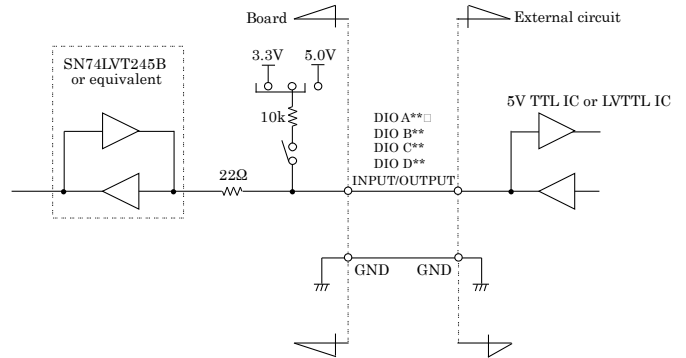 Board
External circuit
SN74LVT245B
or equivalent
3.3V
5.0V
10k
22Ω
DIO A**□
DIO B**
DIO C**
DIO D**
INPUT/OUTPUT
5V TTL IC or LVTTL IC
GND
GND